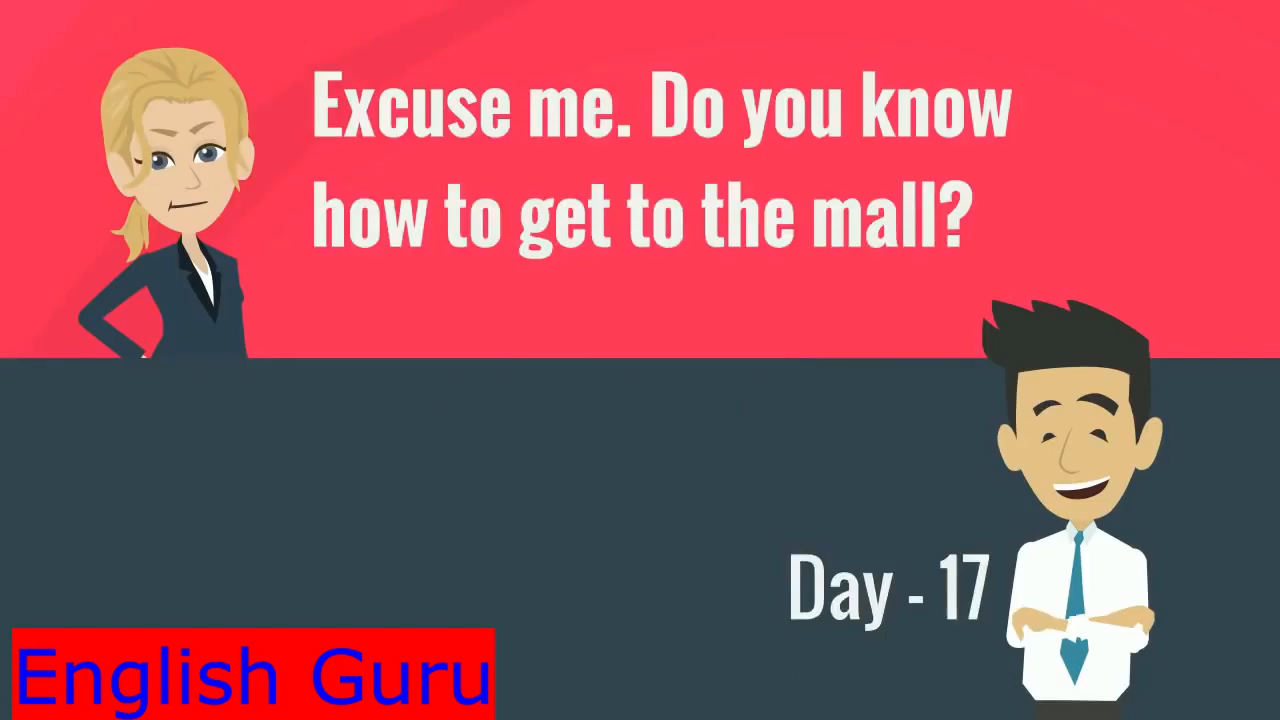 Excuse me. Do you know
how to get to the mall?
Day - 17
English Guru